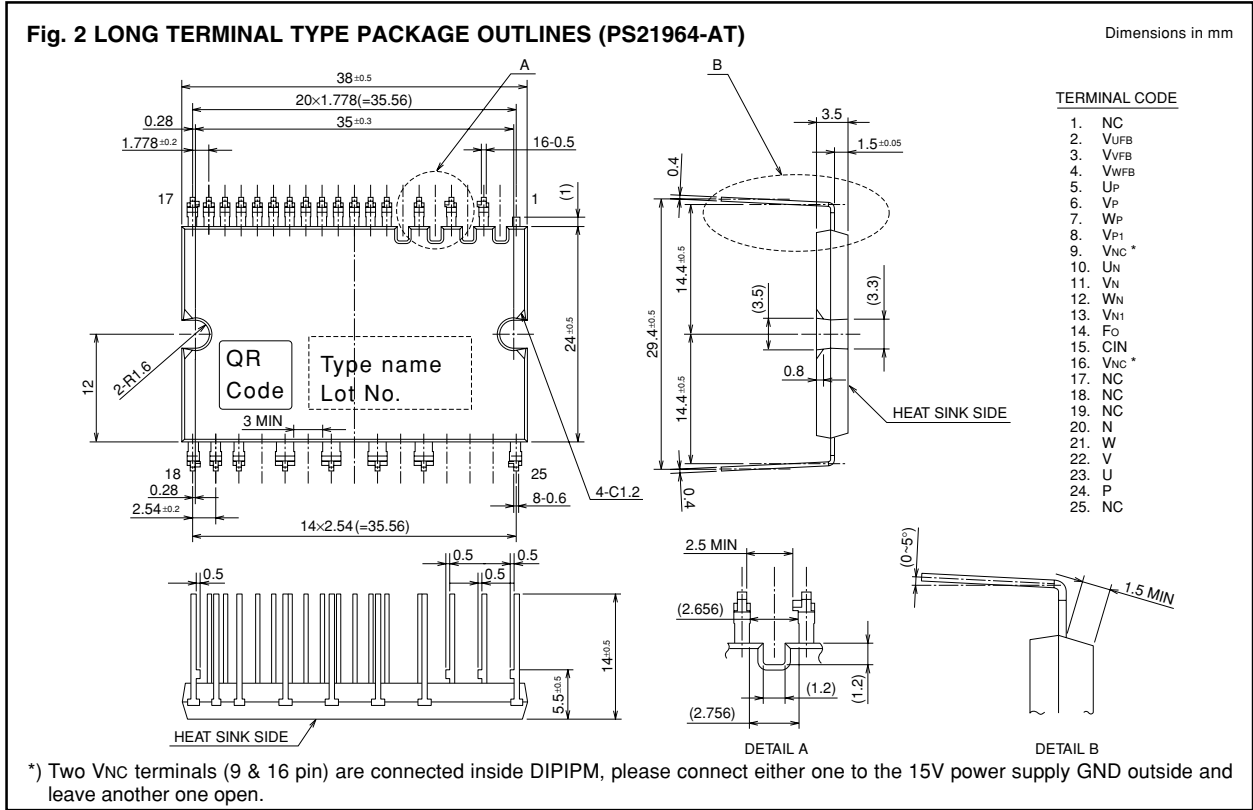 Fig. 2 LONG TERMINAL TYPE PACKAGE OUTLINES (PS21964-AT)
Dimensions in mm
A
B
38±0.5
20×1.778(=35.56)
35±0.3
0.28
1.778±0.2
16-0.5
17
1
(1)
24±0.5
12
2-R1.6
QR
Code
Type name
Lot No.
3 MIN
18
25
0.28
2.54±0.2
14×2.54(=35.56)
8-0.6
4-C1.2
3.5
1.5±0.05
0.4
14.4±0.5
29.4±0.5
14.4±0.5
(3.5)
(3.3)
0.8
0.4
HEAT SINK SIDE
TERMINAL CODE
1. NC
2. VUFB
3. VVFB
4. VWFB
5. UP
6. VP
7. WP
8. VP1
9. VNC *
10. UN
11. VN
12. WN
13. VN1
14. FO
15. CIN
16. VNC *
17. NC
18. NC
19. NC
20. N
21. W
22. V
23. U
24. P
25. NC
0.5
0.5
0.5
0.5
14±0.5
5.5±0.5
HEAT SINK SIDE
2.5 MIN
(2.656)
(1.2)
(1.2)
(2.756)
DETAIL A
(0~5°)
1.5 MIN
DETAIL B
*) Two VNC terminals (9 & 16 pin) are connected inside DIPIPM, please connect either one to the 15V power supply GND outside and
leave another one open.